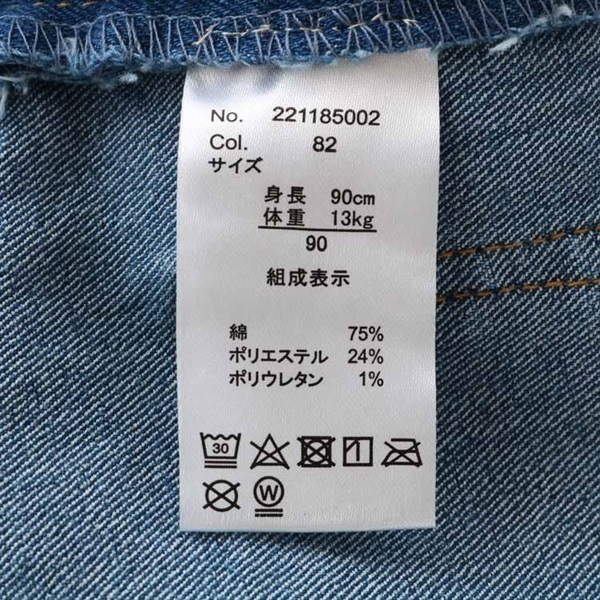 No. 221185002
Col. 82
サイズ
身長 90cm
体重 13kg
90
組成表示
綿 75%
ポリエステル 24%
ポリウレタン 1%
30
W